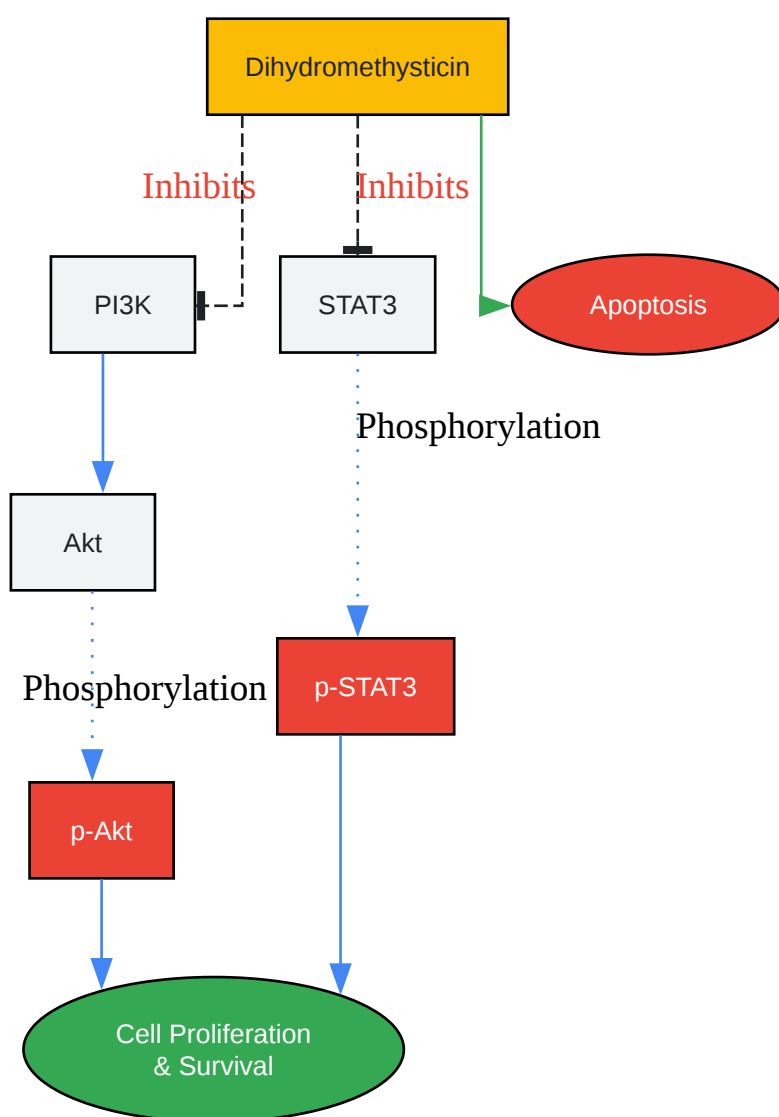 Dihydromethysticin
Inhibits
Inhibits
PI3K
STAT3
Apoptosis
Phosphorylation
Akt
Phosphorylation
p-STAT3
p-Akt
Cell Proliferation
& Survival